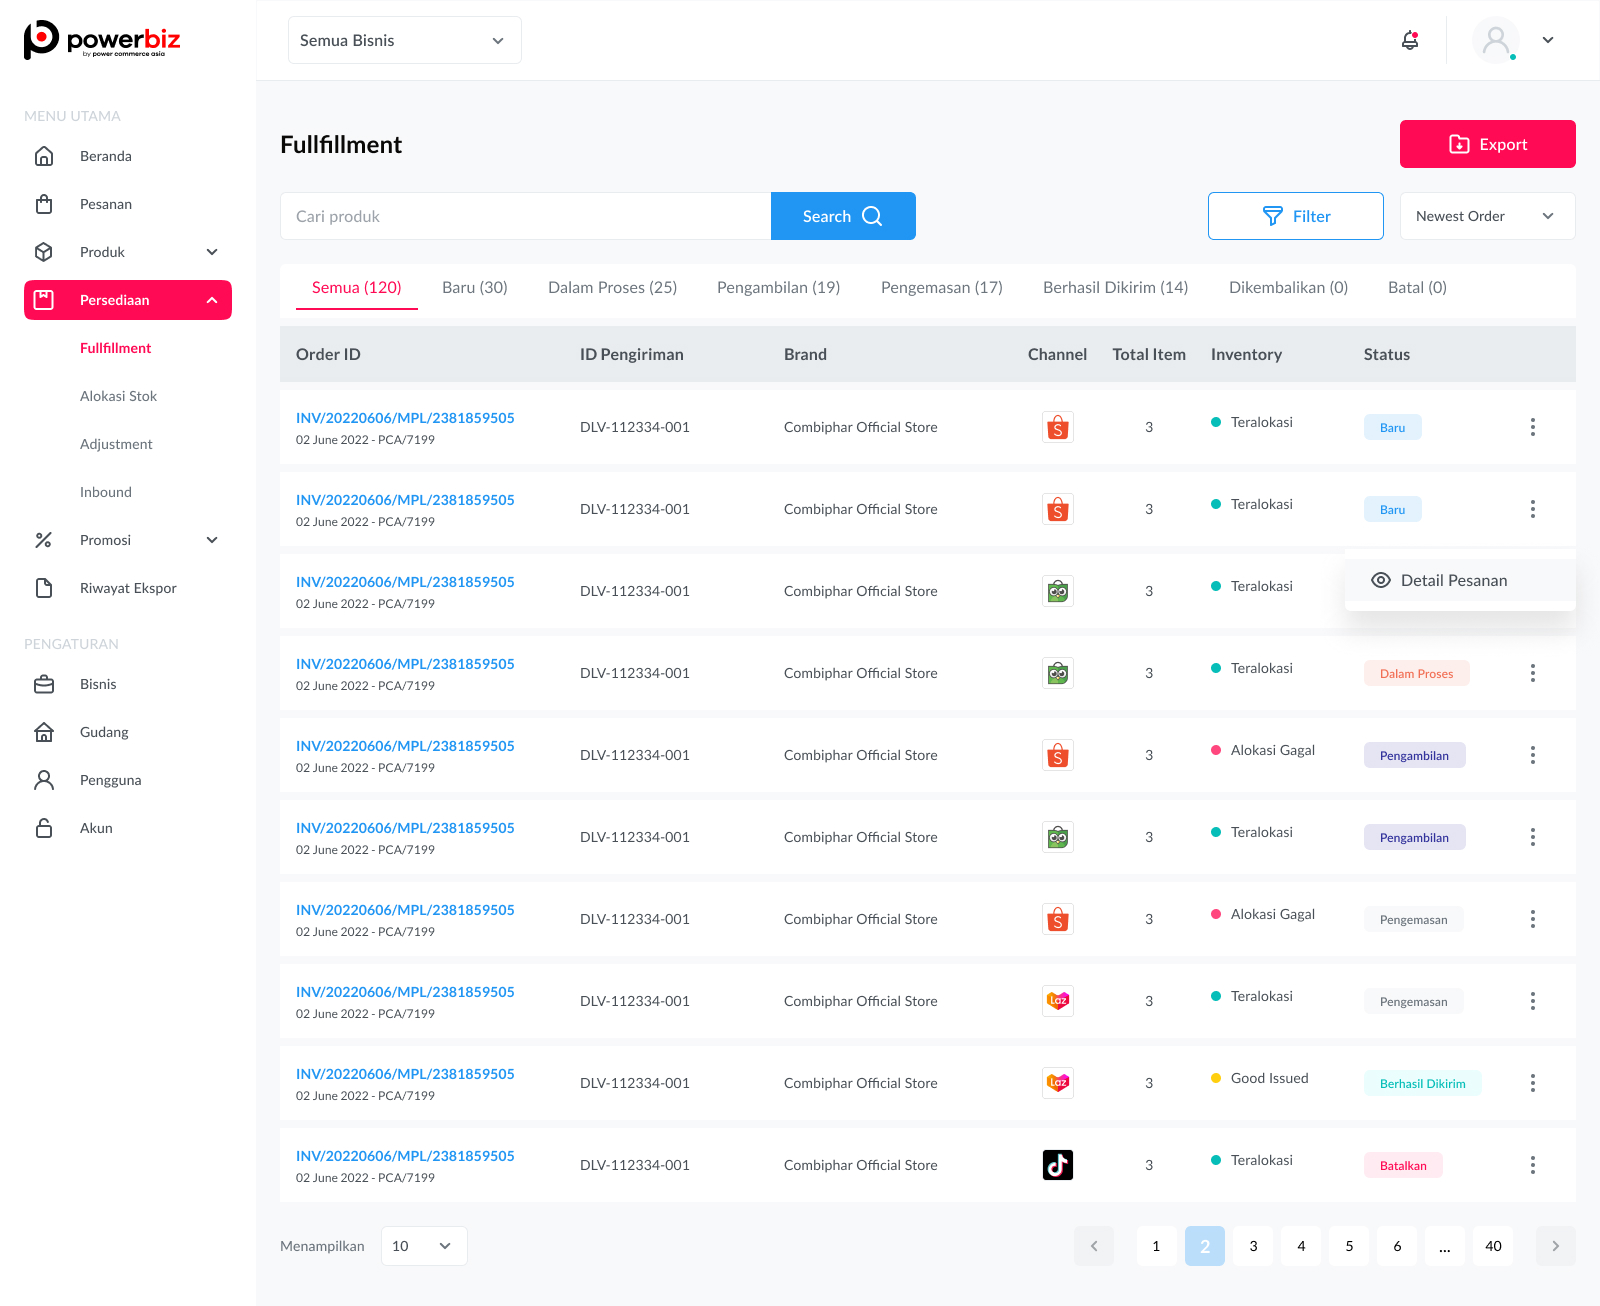 powerbiz
by power commerce asia
Semua Bisnis
MENU UTAMA
Beranda
Pesanan
Produk
Persediaan
Fullfillment
Alokasi Stok
Adjustment
Inbound
Promosi
Riwayat Ekspor
PENGATURAN
Bisnis
Gudang
Pengguna
Akun
Fullfillment
Export
Cari produk
Search
Filter
Newest Order
Semua (120) Baru (30) Dalam Proses (25) Pengambilan (19) Pengemasan (17) Berhasil Dikirim (14) Dikembalikan (0) Batal (0)
Order ID ID Pengiriman Brand Channel Total Item Inventory Status
INV/20220606/MPL/2381859505
02 June 2022 - PCA/7199
DLV-112334-001 Combiphar Official Store S 3 Teralokasi Baru
INV/20220606/MPL/2381859505
02 June 2022 - PCA/7199
DLV-112334-001 Combiphar Official Store S 3 Teralokasi Baru
INV/20220606/MPL/2381859505
02 June 2022 - PCA/7199
DLV-112334-001 Combiphar Official Store 3 Teralokasi
Detail Pesanan
INV/20220606/MPL/2381859505
02 June 2022 - PCA/7199
DLV-112334-001 Combiphar Official Store 3 Teralokasi Dalam Proses
INV/20220606/MPL/2381859505
02 June 2022 - PCA/7199
DLV-112334-001 Combiphar Official Store S 3 Alokasi Gagal Pengambilan
INV/20220606/MPL/2381859505
02 June 2022 - PCA/7199
DLV-112334-001 Combiphar Official Store 3 Teralokasi Pengambilan
INV/20220606/MPL/2381859505
02 June 2022 - PCA/7199
DLV-112334-001 Combiphar Official Store S 3 Alokasi Gagal Pengemasan
INV/20220606/MPL/2381859505
02 June 2022 - PCA/7199
DLV-112334-001 Combiphar Official Store Laz 3 Teralokasi Pengemasan
INV/20220606/MPL/2381859505
02 June 2022 - PCA/7199
DLV-112334-001 Combiphar Official Store Laz 3 Good Issued Berhasil Dikirim
INV/20220606/MPL/2381859505
02 June 2022 - PCA/7199
DLV-112334-001 Combiphar Official Store 3 Teralokasi Batalkan
Menampilkan 10
1 2 3 4 5 6 ... 40